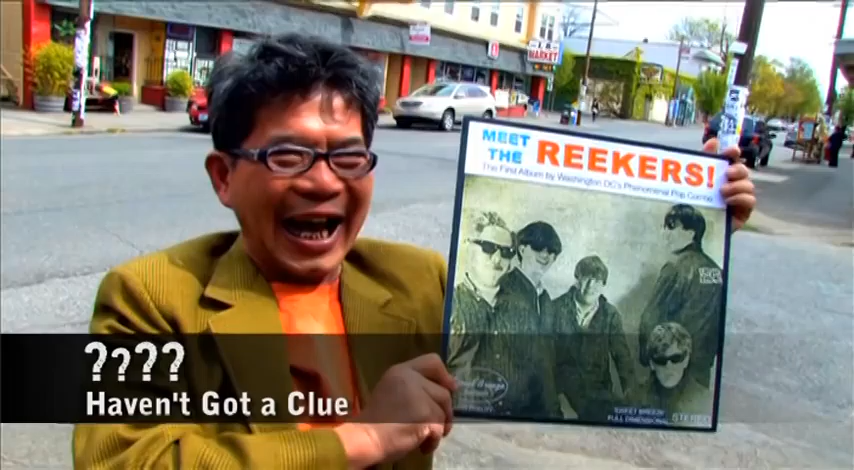 MARKET
MEET
THE
REEKERS!
The First Album by Washington DC's Phenomenal Pop Combo
STEREO
????
Haven't Got a Clue